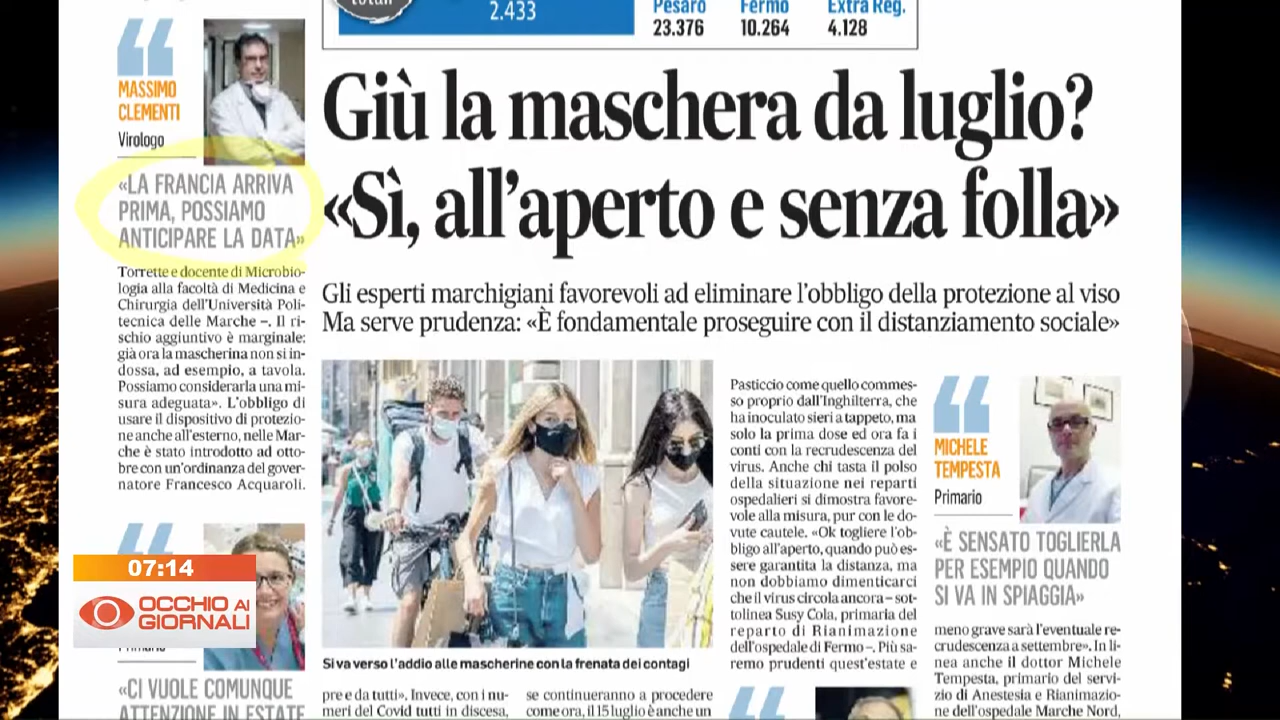 totali
2.433
Pesaro
23.376
Fermo
10.264
Extra Reg.
4.128
MASSIMO
CLEMENTI
Virologo
«LA FRANCIA ARRIVA
PRIMA, POSSIAMO
ANTICIPARE LA DATA»
Torrette e docente di Microbio-
logia alla facoltà di Medicina e
Chirurgia dell'Università Poli-
tecnica delle Marche –. Il ri-
schio aggiuntivo è marginale:
già ora la mascherina non si in-
dossa, ad esempio, a tavola.
Possiamo considerarla una mi-
sura adeguata». L'obbligo di
usare il dispositivo di protezio-
ne anche all'esterno, nelle Mar-
che è stato introdotto ad otto-
bre con un'ordinanza del gover-
natore Francesco Acquaroli.
07:14
OCCHIO AI
GIORNALI
«CI VUOLE COMUNQUE
ATTENZIONE IN ESTATE
Giù la maschera da luglio?
«Sì, all'aperto e senza folla»
Gli esperti marchigiani favorevoli ad eliminare l'obbligo della protezione al viso
Ma serve prudenza: «È fondamentale proseguire con il distanziamento sociale»
Si va verso l'addio alle mascherine con la frenata dei contagi
pre e da tutti». Invece, con i nu-
meri del Covid tutti in discesa,
se continueranno a procedere
come ora, il 15 luglio è anche un
Pasticcio come quello commes-
so proprio dall'Inghilterra, che
ha inoculato sieri a tappeto, ma
solo la prima dose ed ora fa i
conti con la recrudescenza del
virus. Anche chi tasta il polso
della situazione nei reparti
ospedalieri si dimostra favore-
vole alla misura, pur con le do-
vute cautele. «Ok togliere l'ob-
bligo all'aperto, quando può es-
sere garantita la distanza, ma
non dobbiamo dimenticarci
che il virus circola ancora – sot-
tolinea Susy Cola, primaria del
reparto di Rianimazione
dell'ospedale di Fermo –. Più sa-
remo prudenti quest'estate e
MICHELE
TEMPESTA
Primario
«È SENSATO TOGLIERLA
PER ESEMPIO QUANDO
SI VA IN SPIAGGIA»
meno grave sarà l'eventuale re-
crudescenza a settembre». In li-
nea anche il dottor Michele
Tempesta, primario del servi-
zio di Anestesia e Rianimazio-
ne dell'ospedale Marche Nord,